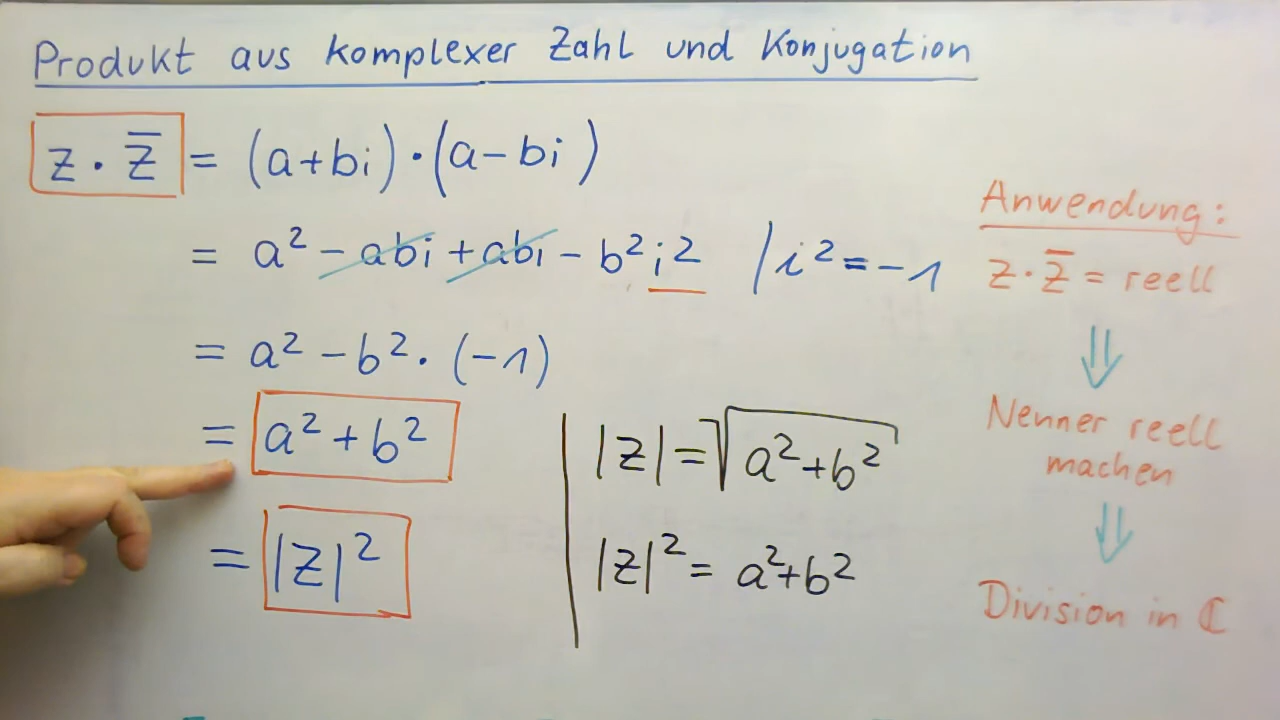 Produkt aus komplexer Zahl und Konjugation
z · z̅ = (a+bi)·(a−bi)
= a² − abi + abi − b²i² / i² = −1
= a² − b² · (−1)
= a² + b²
= |z|²
|z| = √(a²+b²)
|z|² = a²+b²
Anwendung:
z · z̅ = reell
⇓
Nenner reell
machen
⇓
Division in ℂ